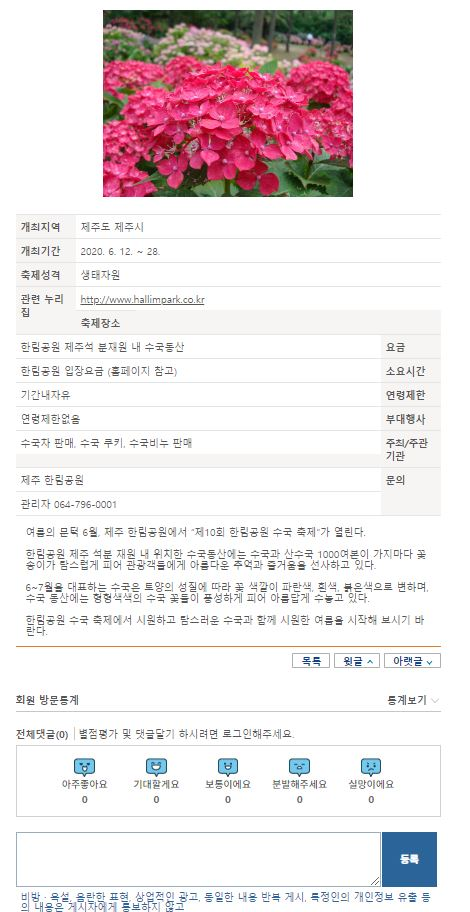 개최지역 제주도 제주시
개최기간 2020. 6. 12. ~ 28.
축제성격 생태자원
관련 누리집 http://www.hallimpark.co.kr
축제장소
한림공원 제주석 분재원 내 수국동산 요금
한림공원 입장요금 (홈페이지 참고) 소요시간
기간내자유 연령제한
연령제한없음 부대행사
수국차 판매, 수국 쿠키, 수국비누 판매 주최/주관기관
제주 한림공원 문의
관리자 064-796-0001
여름의 문턱 6월, 제주 한림공원에서 "제10회 한림공원 수국 축제"가 열린다.
한림공원 제주 석분 재원 내 위치한 수국동산에는 수국과 산수국 1000여본이 가지마다 꽃
송이가 탐스럽게 피어 관광객들에게 아름다운 추억과 즐거움을 선사하고 있다.
6~7월을 대표하는 수국은 토양의 성질에 따라 꽃 색깔이 파란색, 흰색, 붉은색으로 변하며,
수국 동산에는 형형색색의 수국 꽃들이 풍성하게 피어 아름답게 수놓고 있다.
한림공원 수국 축제에서 시원하고 탐스러운 수국과 함께 시원한 여름을 시작해 보시기 바
란다.
목록 윗글 아랫글
회원 방문통계 통계보기
전체댓글(0) 별점평가 및 댓글달기 하시려면 로그인해주세요.
아주좋아요 기대할게요 보통이에요 분발해주세요 실망이에요
0 0 0 0 0
등록
비방 · 욕설, 음란한 표현, 상업적인 광고, 동일한 내용 반복 게시, 특정인의 개인정보 유출 등
의 내용은 게시자에게 통보하지 않고